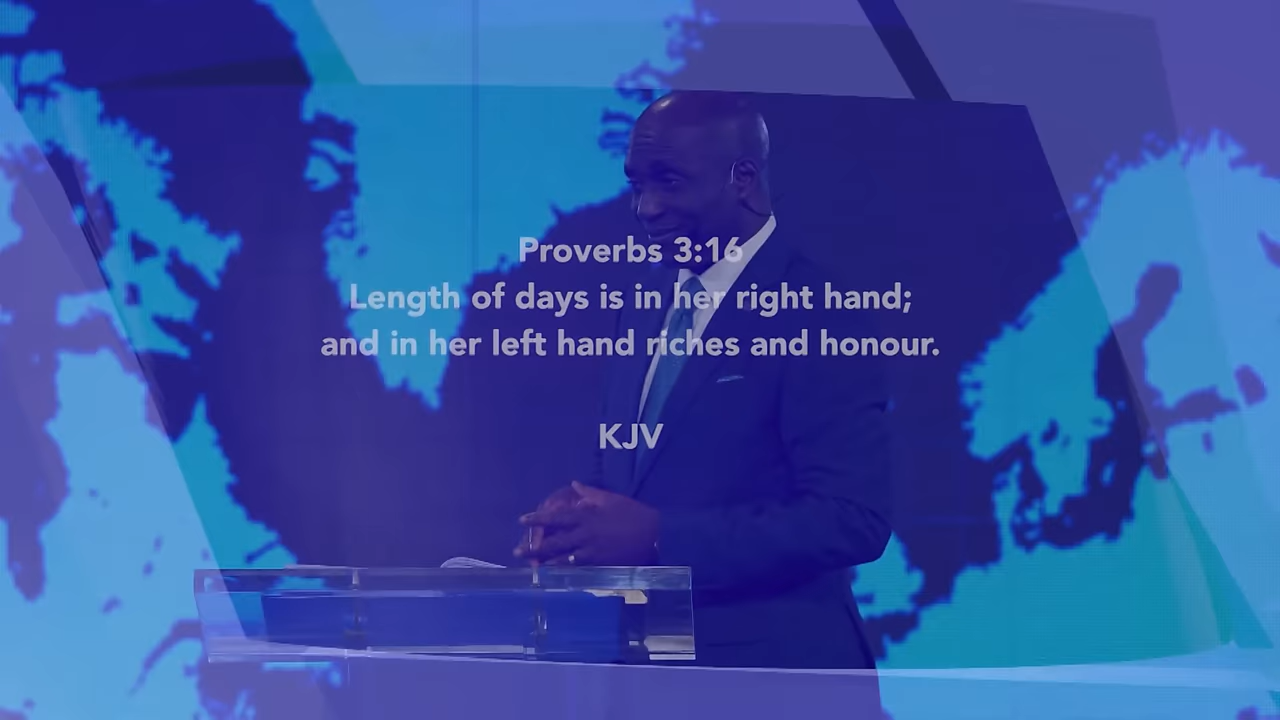 Proverbs 3:16
Length of days is in her right hand;
and in her left hand riches and honour.
KJV